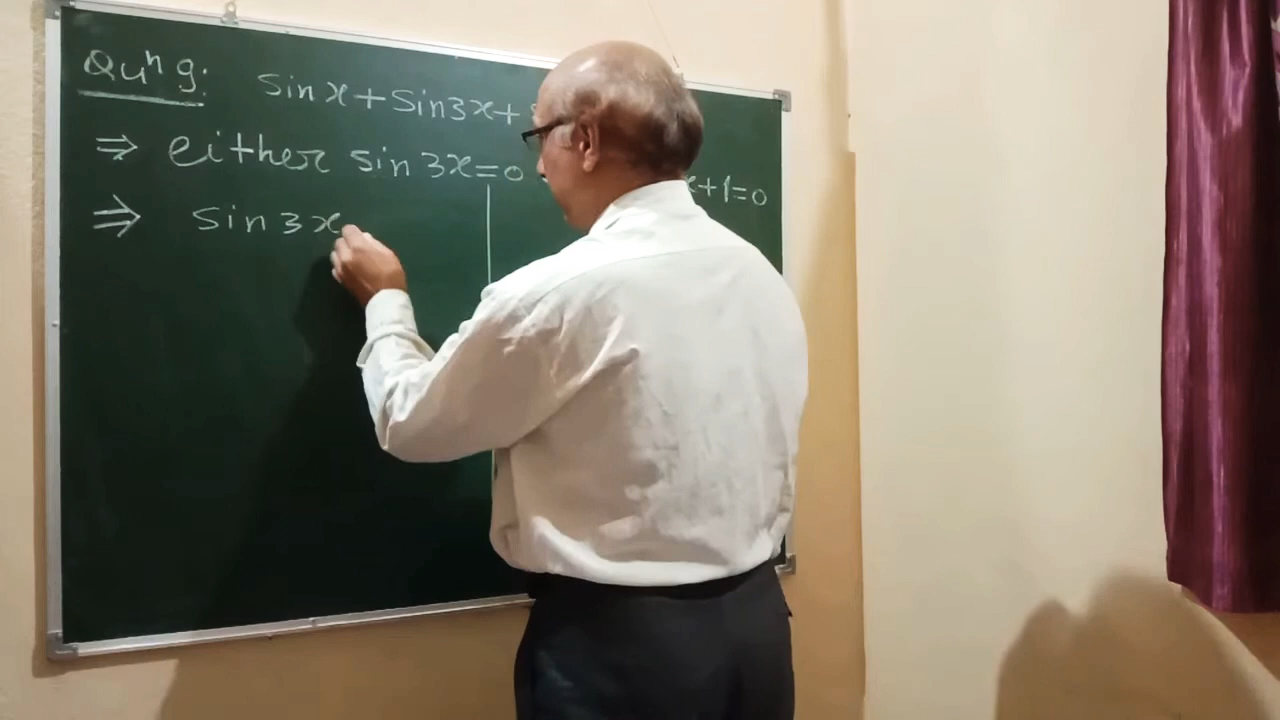 Quⁿ 9: Sin x + Sin 3x +
⇒ either sin 3x = 0 x + 1 = 0
⇒ Sin 3x